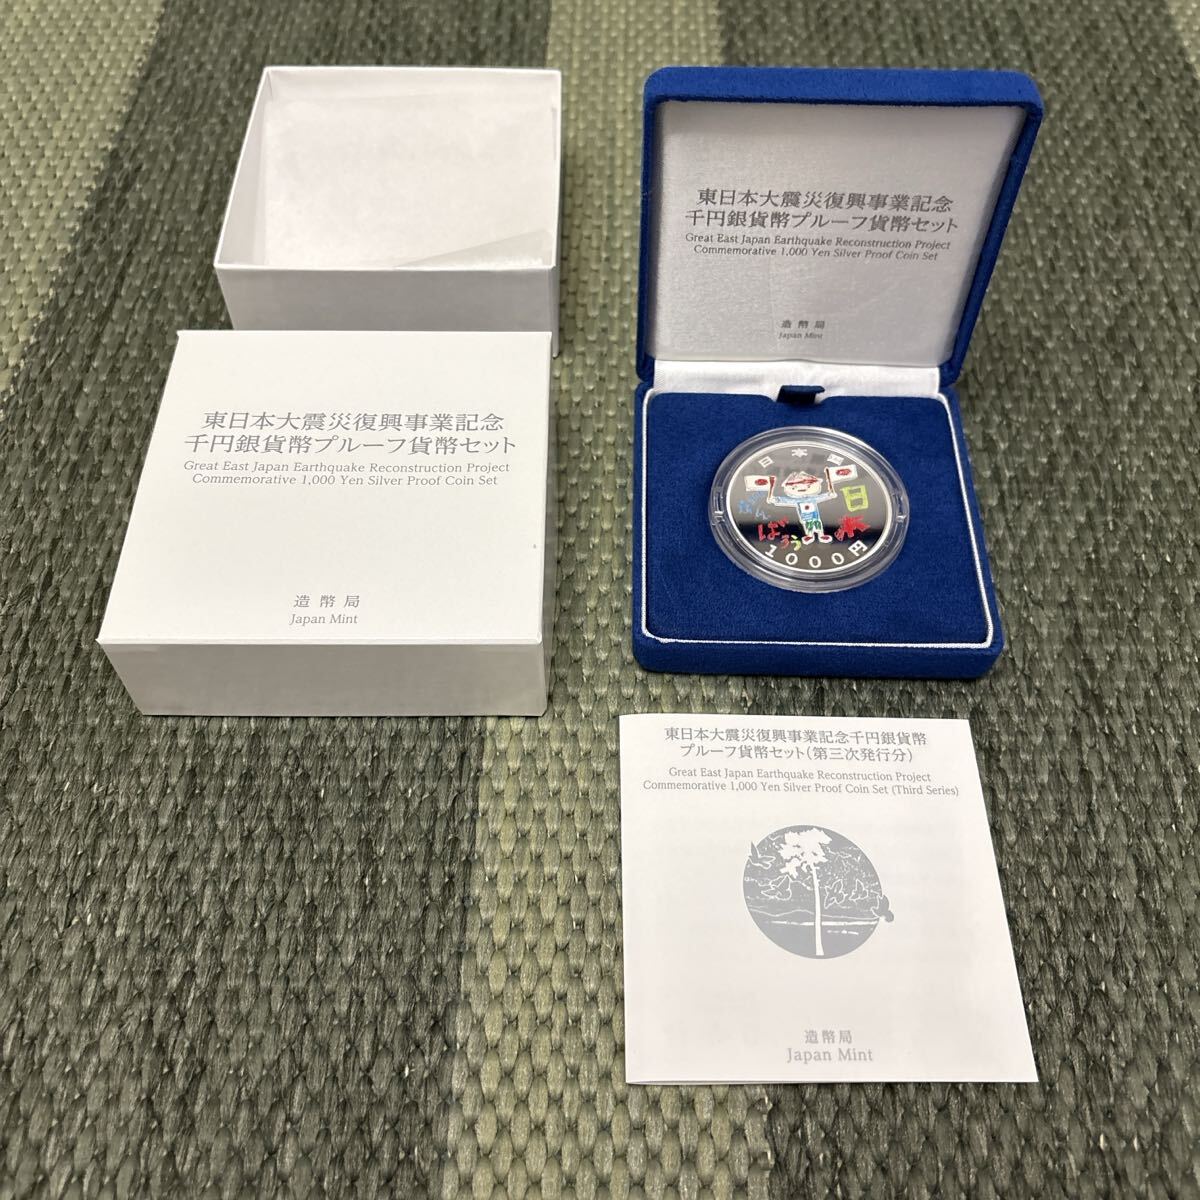 東日本大震災復興事業記念
千円銀貨幣プルーフ貨幣セット
Great East Japan Earthquake Reconstruction Project
Commemorative 1,000 Yen Silver Proof Coin Set
造幣局
Japan Mint
東日本大震災復興事業記念
千円銀貨幣プルーフ貨幣セット
Great East Japan Earthquake Reconstruction Project
Commemorative 1,000 Yen Silver Proof Coin Set
造幣局
Japan Mint
日本国
がん
ばろう
日本
1000円
東日本大震災復興事業記念千円銀貨幣
プルーフ貨幣セット(第三次発行分)
Great East Japan Earthquake Reconstruction Project
Commemorative 1,000 Yen Silver Proof Coin Set (Third Series)
造幣局
Japan Mint